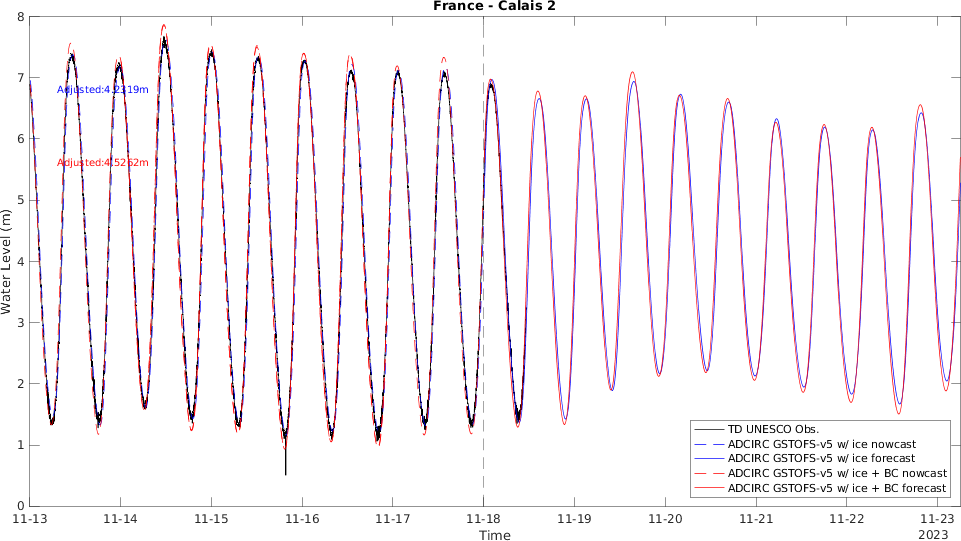 France - Calais 2
8
7
6
5
4
3
2
1
0
Water Level (m)
Adjusted:4.2319m
Adjusted:4.5262m
TD UNESCO Obs.
ADCIRC GSTOFS-v5 w/ ice nowcast
ADCIRC GSTOFS-v5 w/ ice forecast
ADCIRC GSTOFS-v5 w/ ice + BC nowcast
ADCIRC GSTOFS-v5 w/ ice + BC forecast
11-13 11-14 11-15 11-16 11-17 11-18 11-19 11-20 11-21 11-22 11-23
Time
2023